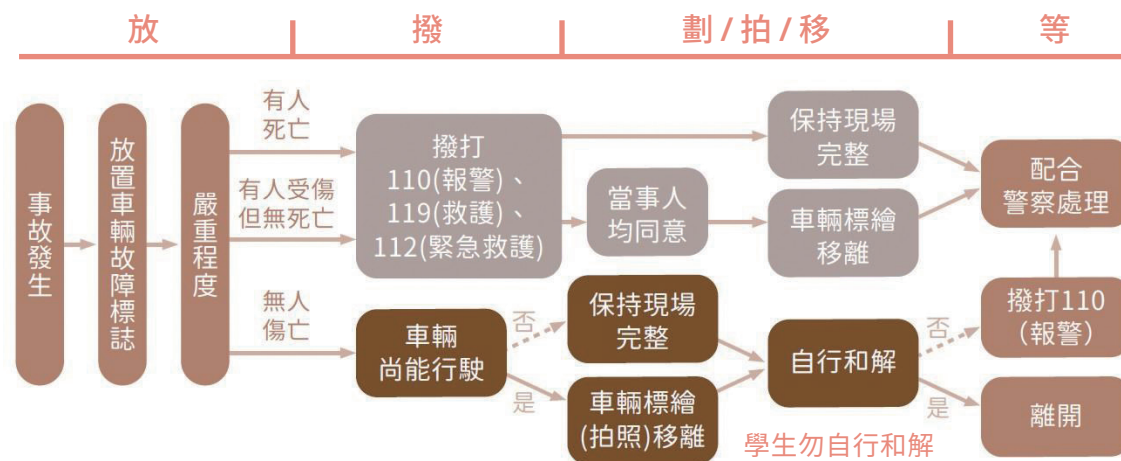 放
撥
劃/拍/移
等
事故發生
放置車輛故障標誌
嚴重程度
有人
死亡
有人受傷
但無死亡
無人
傷亡
撥打
110(報警)、
119(救護)、
112(緊急救護)
當事人
均同意
保持現場
完整
車輛標繪
移離
配合
警察處理
車輛
尚能行駛
否
是
保持現場
完整
車輛標繪
(拍照)移離
自行和解
否
是
撥打110
(報警)
離開
學生勿自行和解